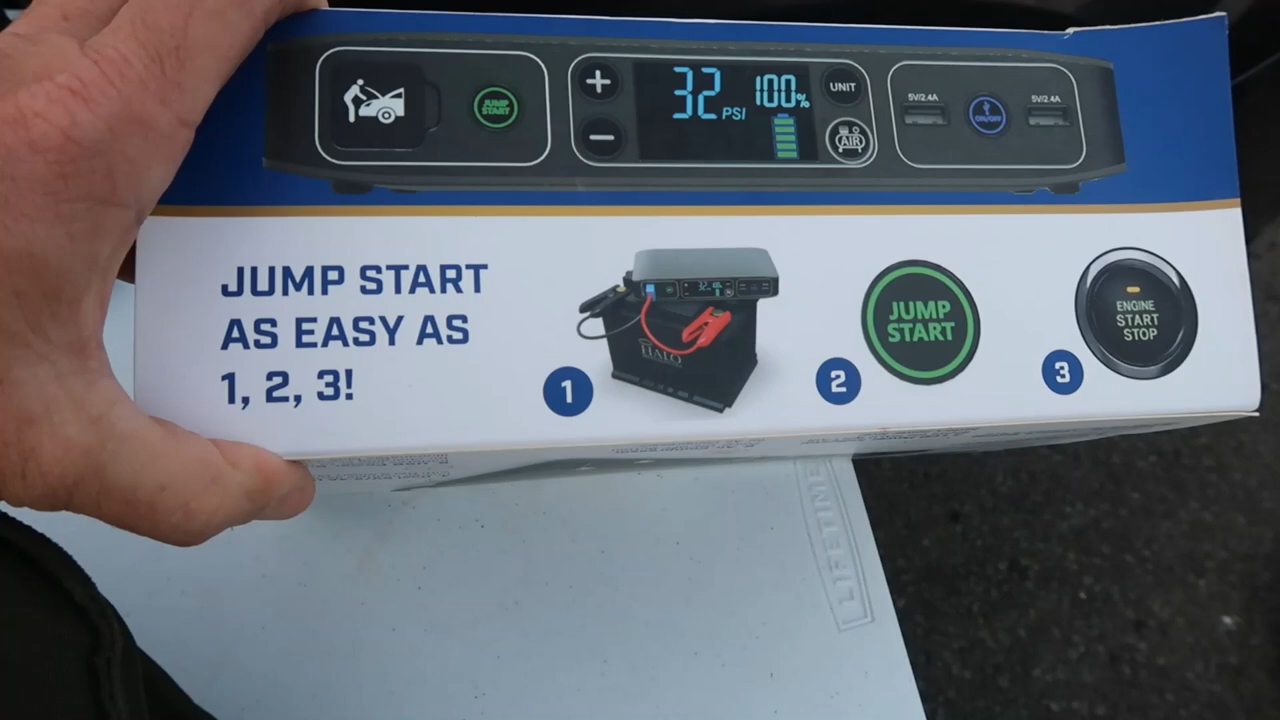 JUMP
START
32 PSI
100%
UNIT
AIR
5V/2.4A
ON/OFF
5V/2.4A
JUMP START
AS EASY AS
1, 2, 3!
HALO
1
2
JUMP
START
3
ENGINE
START
STOP
LIFETIME